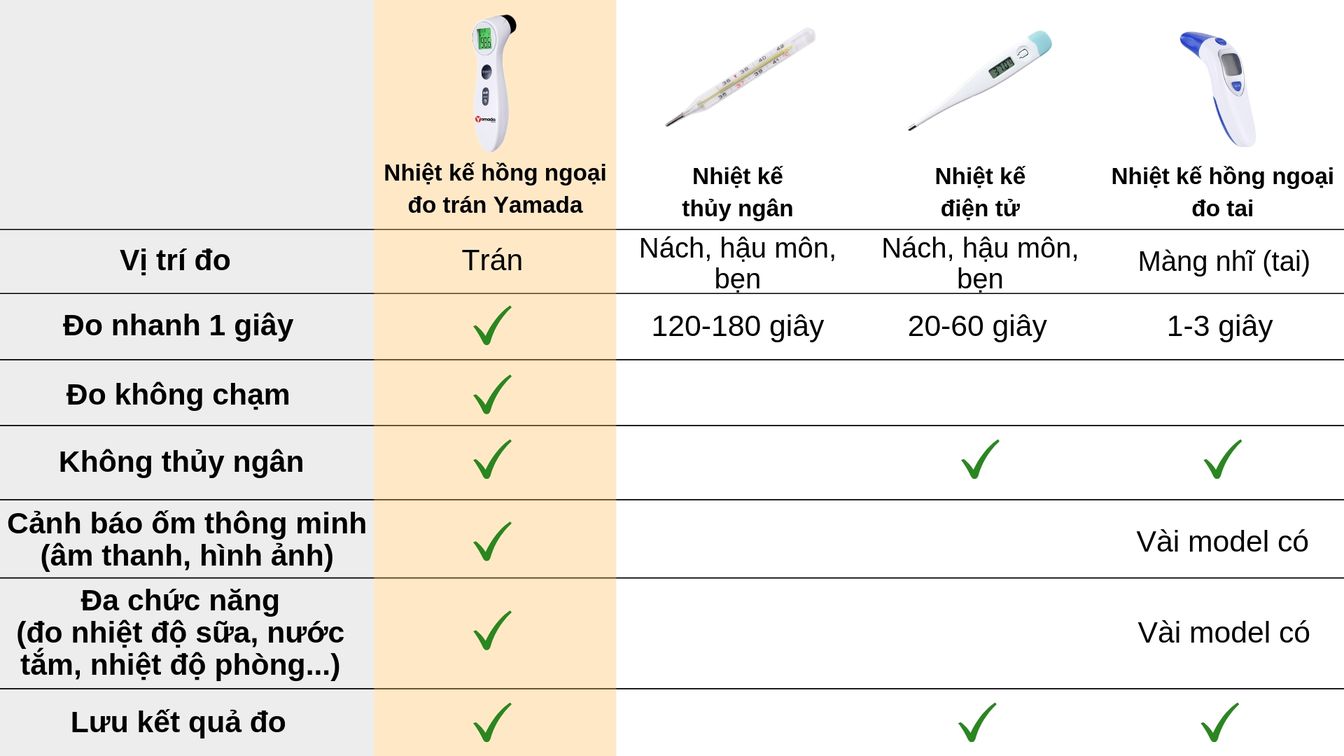 Yamada
Nhiệt kế hồng ngoại
đo trán Yamada
Nhiệt kế
thủy ngân
Nhiệt kế
điện tử
Nhiệt kế hồng ngoại
đo tai
Vị trí đo
Trán
Nách, hậu môn,
bẹn
Nách, hậu môn,
bẹn
Màng nhĩ (tai)
Đo nhanh 1 giây
120-180 giây
20-60 giây
1-3 giây
Đo không chạm
Không thủy ngân
Cảnh báo ốm thông minh
(âm thanh, hình ảnh)
Vài model có
Đa chức năng
(đo nhiệt độ sữa, nước
tắm, nhiệt độ phòng...)
Vài model có
Lưu kết quả đo